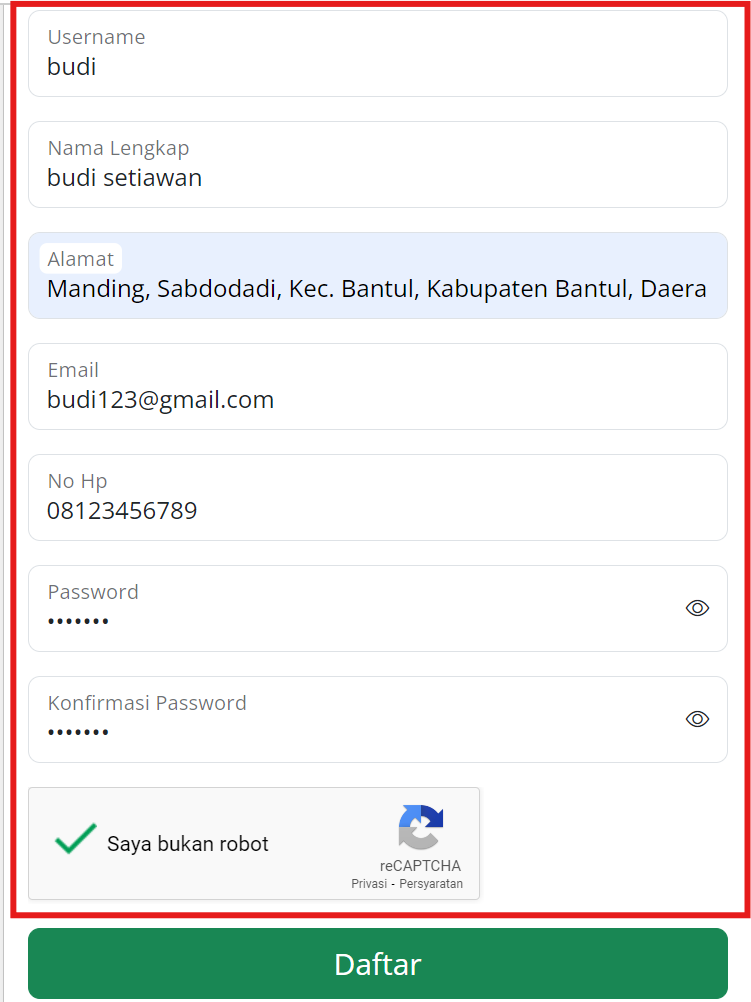 Username
budi
Nama Lengkap
budi setiawan
Alamat
Manding, Sabdodadi, Kec. Bantul, Kabupaten Bantul, Daera
Email
budi123@gmail.com
No Hp
08123456789
Password
•••••••
Konfirmasi Password
•••••••
Saya bukan robot
reCAPTCHA
Privasi - Persyaratan
Daftar